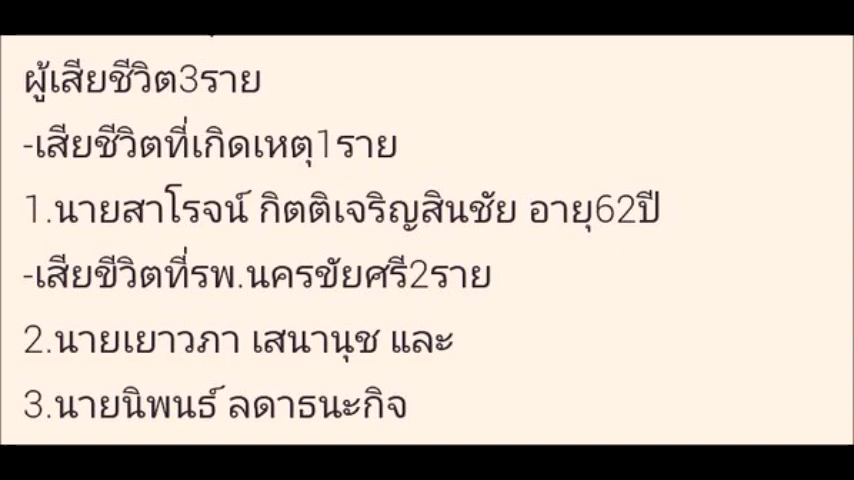 ผู้เสียชีวิต3ราย
-เสียชีวิตที่เกิดเหตุ1ราย
1.นายสาโรจน์ กิตติเจริญสินชัย อายุ62ปี
-เสียขีวิตที่รพ.นครขัยศรี2ราย
2.นายเยาวภา เสนานุช และ
3.นายนิพนธ์ ลดาธนะกิจ